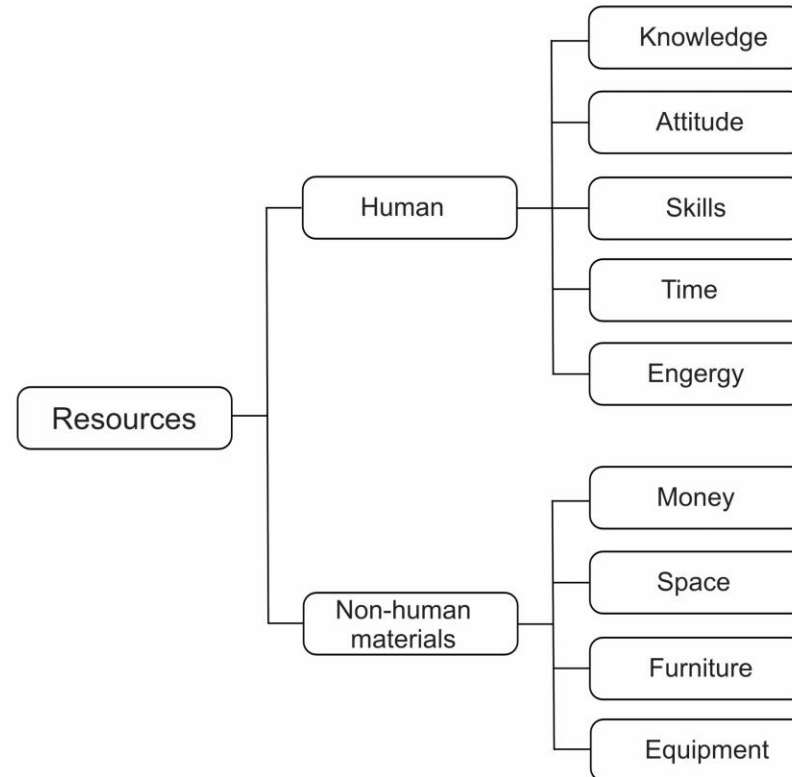 Resources
Human
Knowledge
Attitude
Skills
Time
Engergy
Non-human
materials
Money
Space
Furniture
Equipment